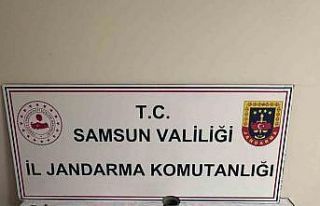 T.C.
SAMSUN VALİLİĞİ
İL JANDARMA KOMUTANLIĞI